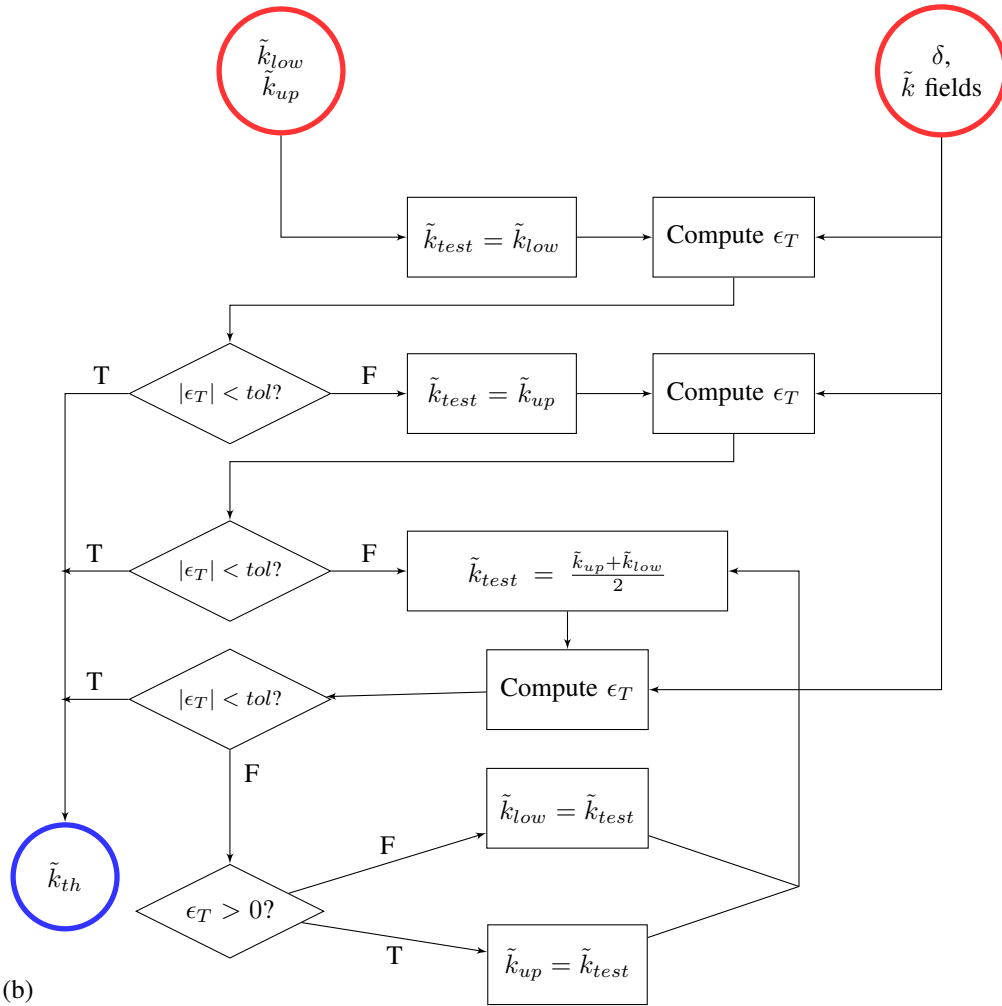 k̃_low
k̃_up
δ,
k̃ fields
k̃_test = k̃_low
Compute ϵ_T
T
|ϵ_T| < tol?
F
k̃_test = k̃_up
Compute ϵ_T
T
|ϵ_T| < tol?
F
k̃_test = (k̃_up + k̃_low)/2
T
|ϵ_T| < tol?
Compute ϵ_T
F
k̃_low = k̃_test
F
k̃_th
ϵ_T > 0?
T
k̃_up = k̃_test
(b)